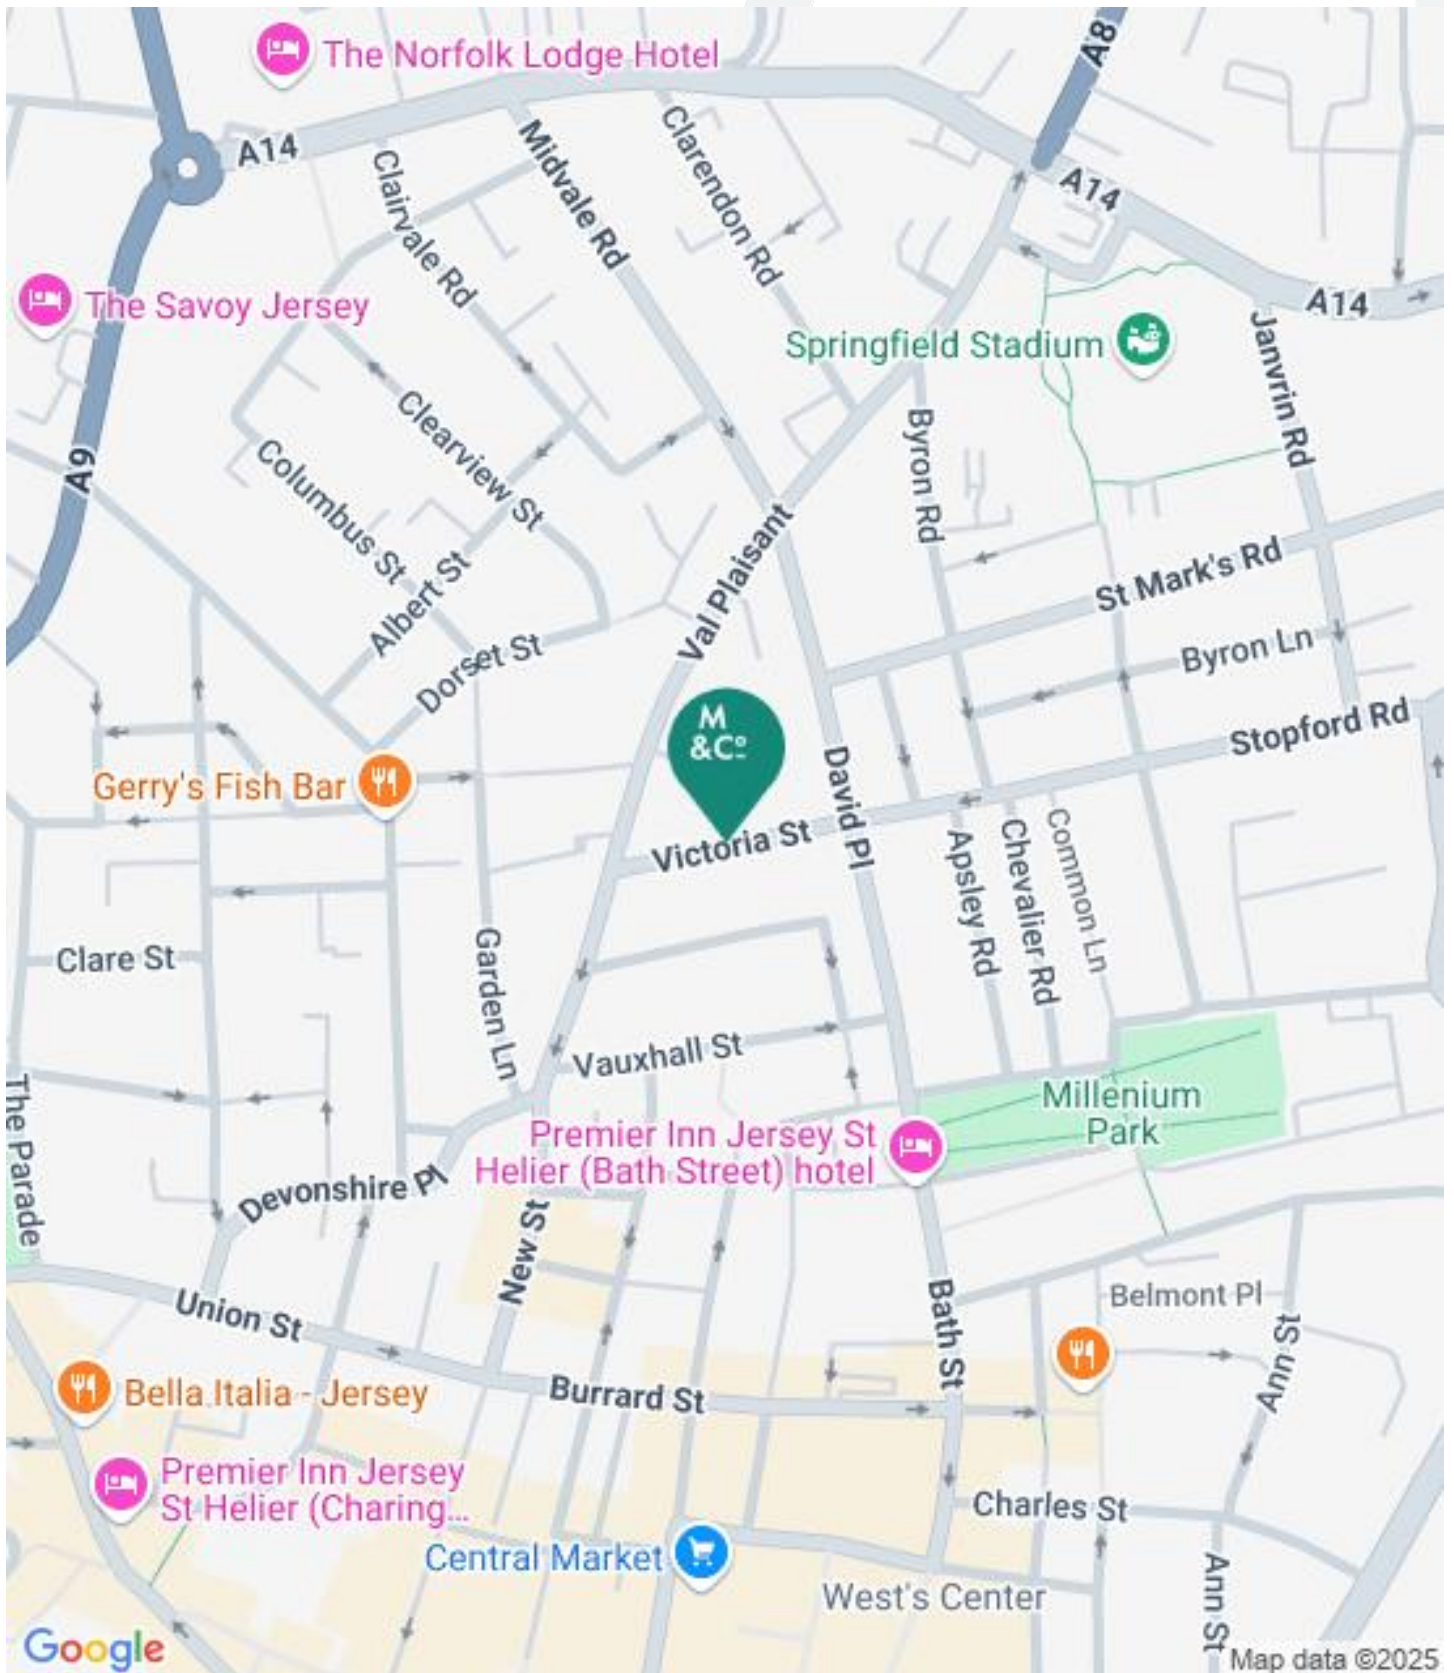 The Norfolk Lodge Hotel
A8
A14
Midvale Rd
Clarendon Rd
Clairvale Rd
A14
The Savoy Jersey
Springfield Stadium
A14
Janvrin Rd
A9
Clearview St
Byron Rd
Columbus St
Val Plaisant
Albert St
St Mark's Rd
Dorset St
Byron Ln
M
&Co
Stopford Rd
Gerry's Fish Bar
David Pl
Victoria St
Apsley Rd
Chevalier Rd
Common Ln
Clare St
Garden Ln
Vauxhall St
The Parade
Millenium
Park
Premier Inn Jersey St
Helier (Bath Street) hotel
Devonshire Pl
New St
Union St
Bath St
Belmont Pl
Ann St
Bella Italia - Jersey
Burrard St
Premier Inn Jersey
St Helier (Charing...
Charles St
Central Market
West's Center
Ann St
Google
Map data ©2025